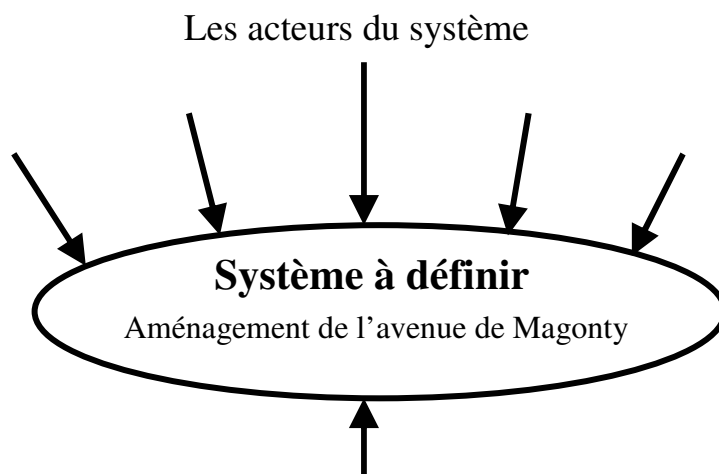 Les acteurs du système
Système à définir
Aménagement de l’avenue de Magonty